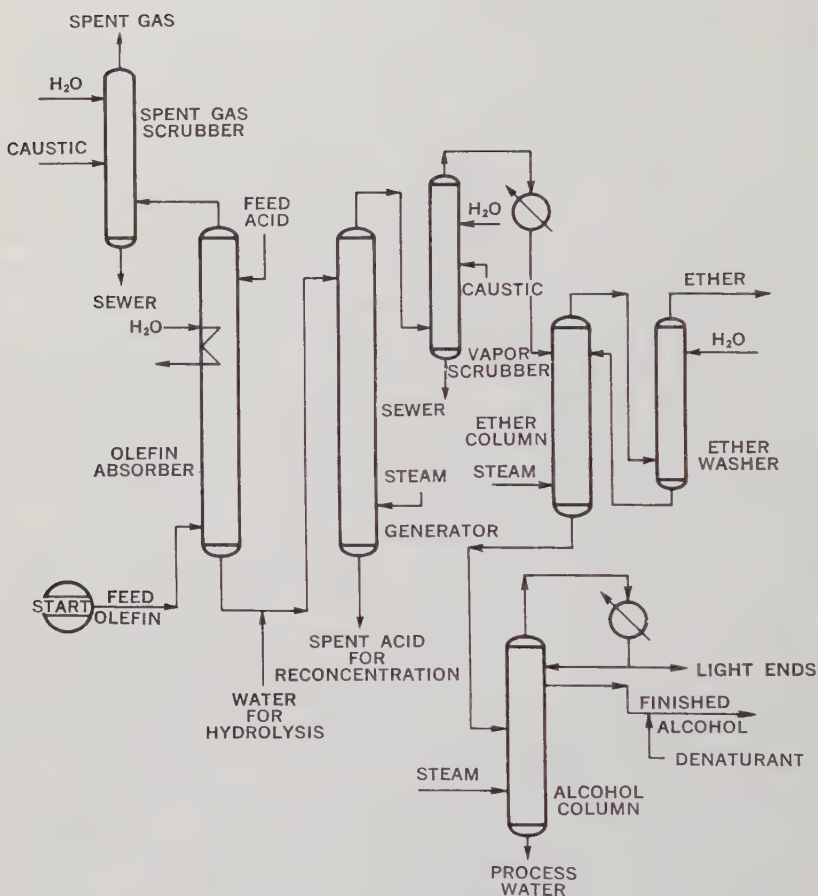 SPENT GAS
H₂O
SPENT GAS
SCRUBBER
CAUSTIC
FEED
ACID
SEWER
H₂O
OLEFIN
ABSORBER
START
FEED
OLEFIN
WATER
FOR
HYDROLYSIS
H₂O
CAUSTIC
VAPOR
SCRUBBER
SEWER
STEAM
GENERATOR
SPENT ACID
FOR
RECONCENTRATION
ETHER
H₂O
ETHER
COLUMN
STEAM
ETHER
WASHER
LIGHT ENDS
FINISHED
ALCOHOL
DENATURANT
STEAM
ALCOHOL
COLUMN
PROCESS
WATER